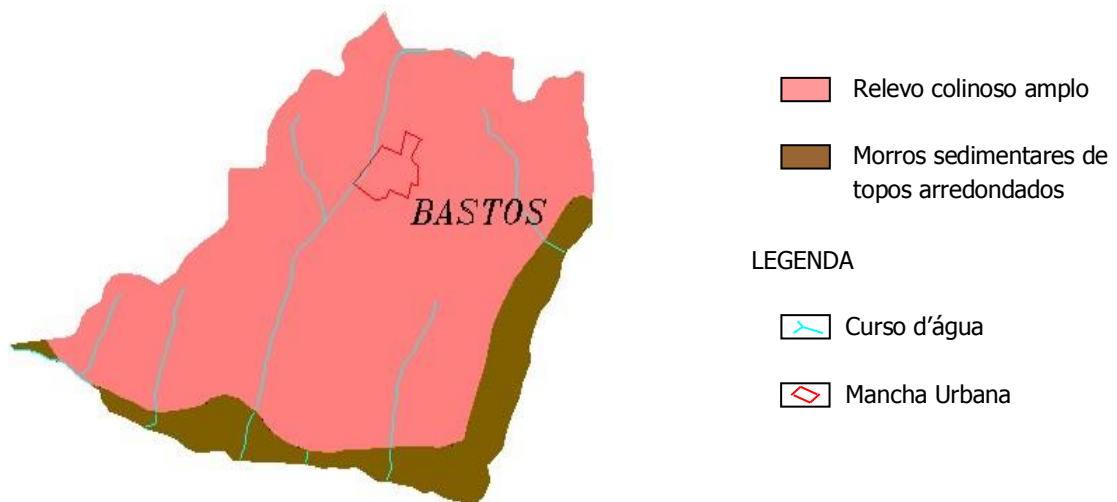 BASTOS
Relevo colinoso amplo
Morros sedimentares de
topos arredondados
LEGENDA
Curso d’água
Mancha Urbana